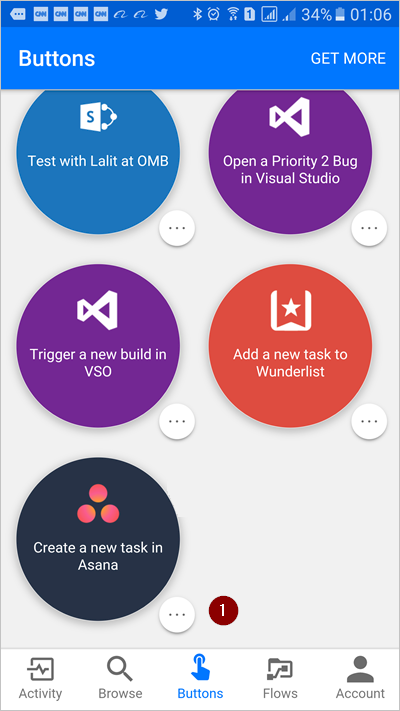 CNN CNN CNN CNN 1 34% 01:06
Buttons GET MORE
S
Test with Lalit at OMB
Open a Priority 2 Bug
in Visual Studio
Trigger a new build in
VSO
Add a new task to
Wunderlist
Create a new task in
Asana
1
Activity Browse Buttons Flows Account